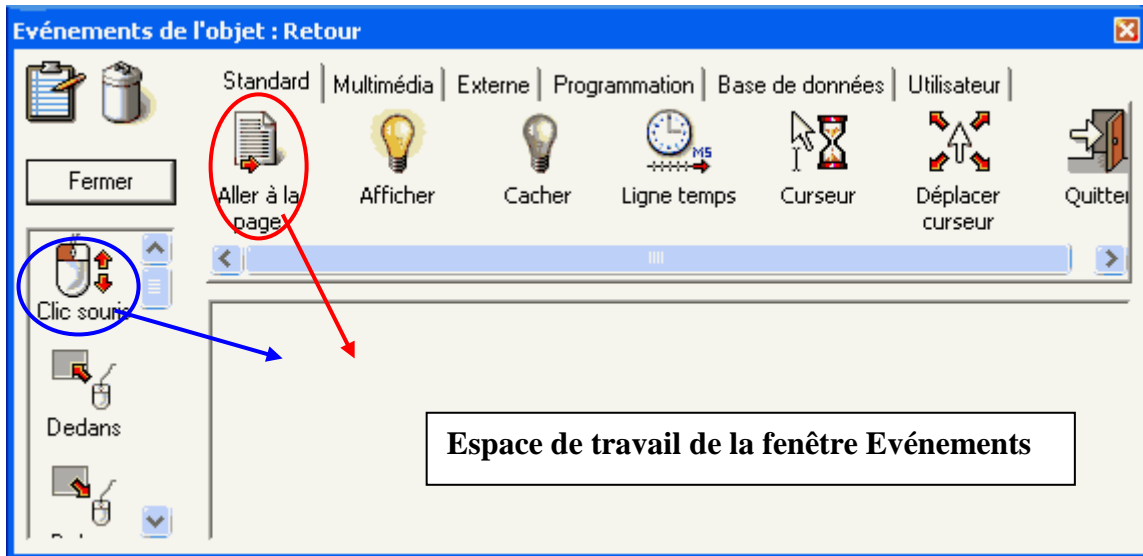 Evénements de l'objet : Retour
Standard Multimédia Externe Programmation Base de données Utilisateur
MS
Fermer
Aller à la page
Afficher
Cacher
Ligne temps
Curseur
Déplacer curseur
Quitter
Clic souris
Dedans
Espace de travail de la fenêtre Evénements